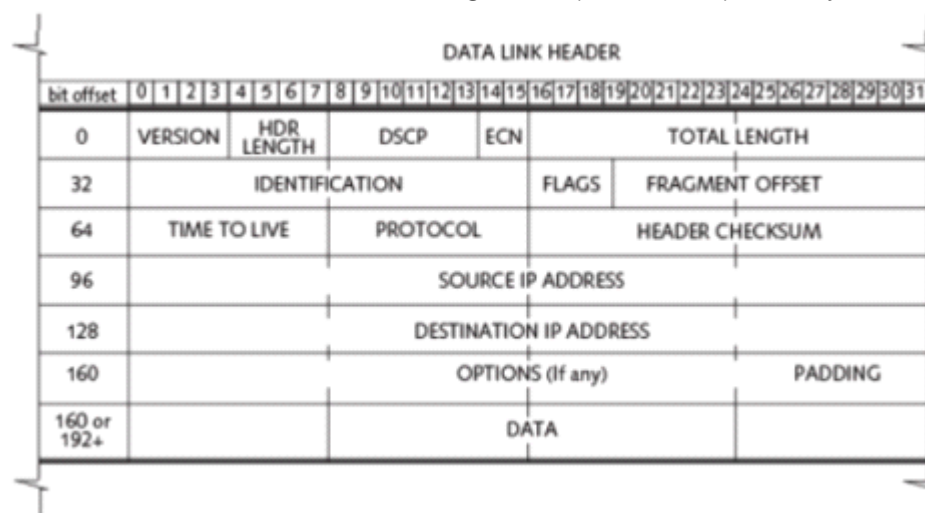 DATA LINK HEADER
bit offset 0 1 2 3 4 5 6 7 8 9 10 11 12 13 14 15 16 17 18 19 20 21 22 23 24 25 26 27 28 29 30 31
0 VERSION HDR LENGTH DSCP ECN TOTAL LENGTH
32 IDENTIFICATION FLAGS FRAGMENT OFFSET
64 TIME TO LIVE PROTOCOL HEADER CHECKSUM
96 SOURCE IP ADDRESS
128 DESTINATION IP ADDRESS
160 OPTIONS (If any) PADDING
160 or 192+ DATA